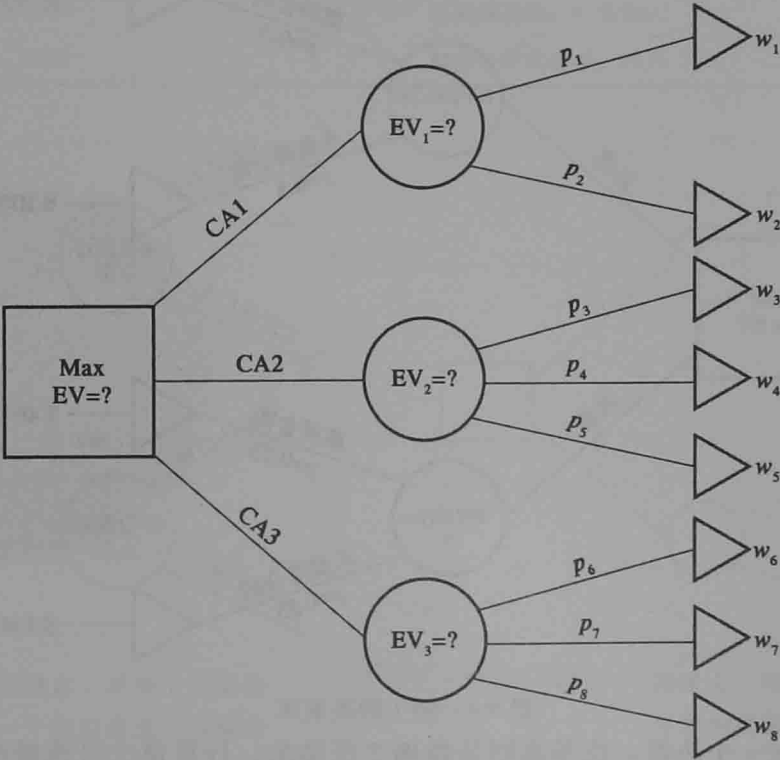 p₁
w₁
EV₁=?
p₂
w₂
CA1
p₃
w₃
Max
EV=?
CA2
EV₂=?
p₄
w₄
p₅
w₅
CA3
p₆
w₆
EV₃=?
p₇
w₇
p₈
w₈